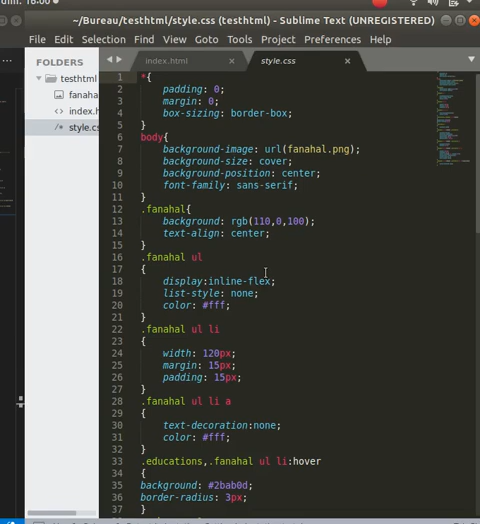 dim. 16:00
~/Bureau/testhtml/style.css (testhtml) - Sublime Text (UNREGISTERED)
File Edit Selection Find View Goto Tools Project Preferences Help
FOLDERS
testhtml
fanaha
index.h
style.cs
index.html
style.css
1 *{
2 padding: 0;
3 margin: 0;
4 box-sizing: border-box;
5 }
6 body{
7 background-image: url(fanahal.png);
8 background-size: cover;
9 background-position: center;
10 font-family: sans-serif;
11 }
12 .fanahal{
13 background: rgb(110,0,100);
14 text-align: center;
15 }
16 .fanahal ul
17 {
18 display:inline-flex;
19 list-style: none;
20 color: #fff;
21 }
22 .fanahal ul li
23 {
24 width: 120px;
25 margin: 15px;
26 padding: 15px;
27 }
28 .fanahal ul li a
29 {
30 text-decoration:none;
31 color: #fff;
32 }
33 .educations,.fanahal ul li:hover
34 {
35 background: #2bab0d;
36 border-radius: 3px;
37 }